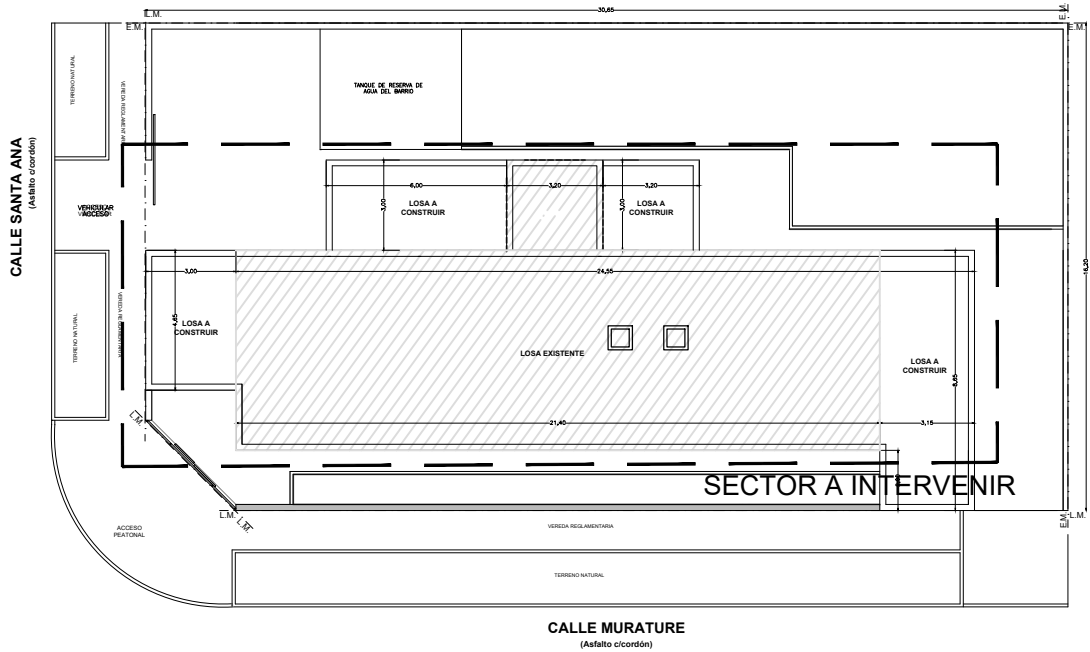 L.M.
30,65
E.M.
E.M.
E.M.
TERRENO NATURAL
TANQUE DE RESERVA DE
AGUA DEL BARRIO
CALLE SANTA ANA
(Asfalto c/cordón)
6,00
3,20
3,20
3,00
3,00
LOSA A
CONSTRUIR
LOSA A
CONSTRUIR
VEHICULAR
ACCESO
3,00
24,55
16,20
TERRENO NATURAL
4,65
LOSA A
CONSTRUIR
LOSA EXISTENTE
LOSA A
CONSTRUIR
8,65
L.M.
21,40
3,15
SECTOR A INTERVENIR
L.M.
L.M.
E.M.
L.M.
ACCESO
PEATONAL
VEREDA REGLAMENTARIA
TERRENO NATURAL
CALLE MURATURE
(Asfalto c/cordón)